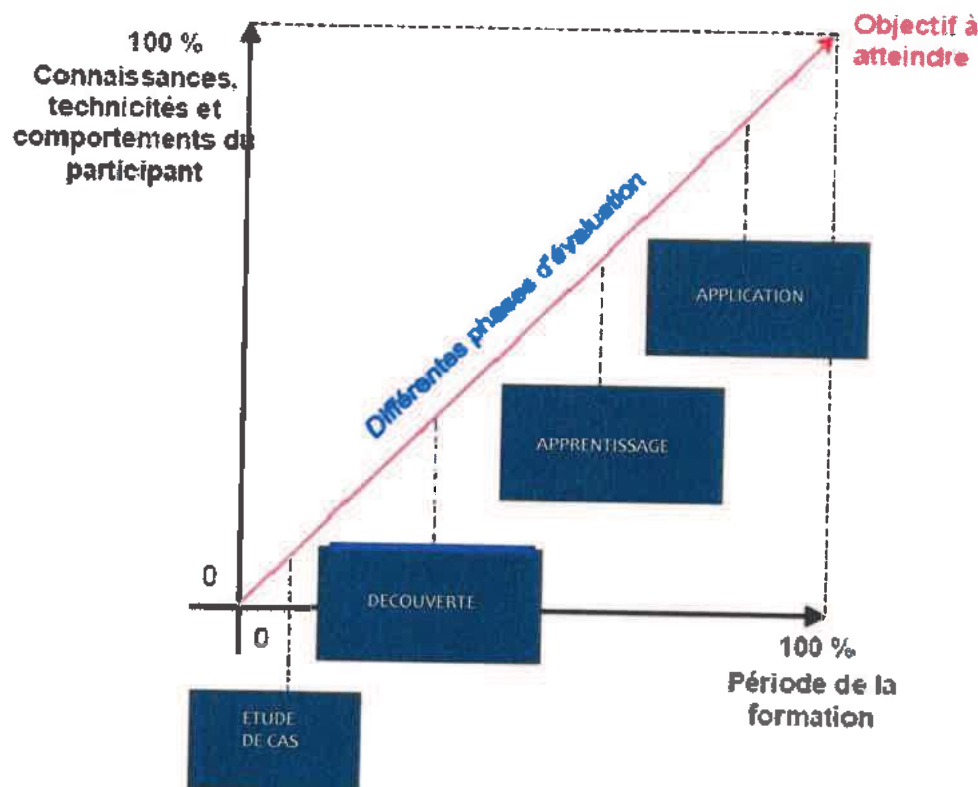 100 %
Connaissances,
technicités et
comportements du
participant
Objectif à
atteindre
Différentes phases d'évaluation
APPLICATION
APPRENTISSAGE
DECOUVERTE
ETUDE
DE CAS
0
0
100 %
Période de la
formation